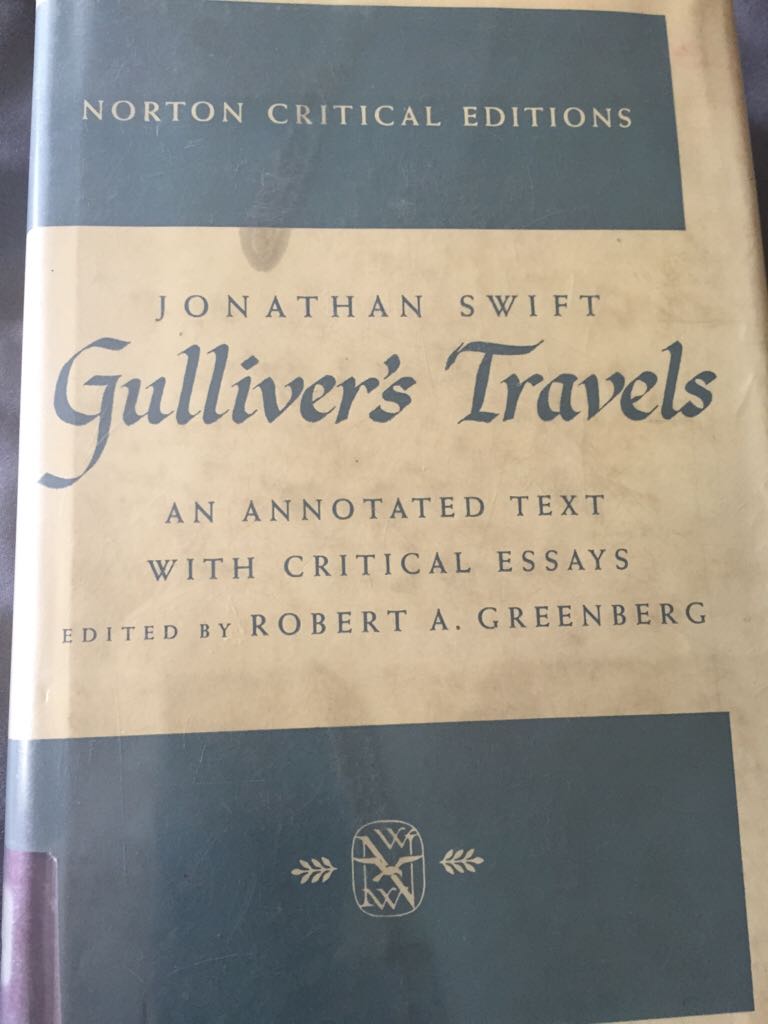 NORTON CRITICAL EDITIONS
JONATHAN SWIFT
Gulliver's Travels
AN ANNOTATED TEXT
WITH CRITICAL ESSAYS
EDITED BY ROBERT A. GREENBERG